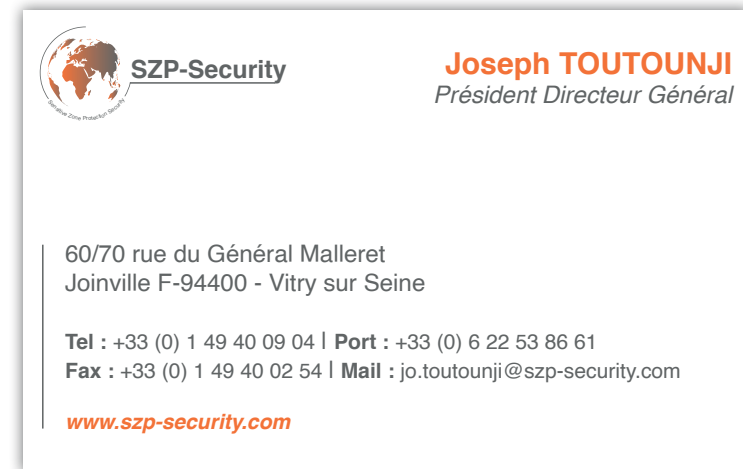 SZP-Security
Sensitive Zone Protection Security
Joseph TOUTOUNJI
Président Directeur Général
60/70 rue du Général Malleret
Joinville F-94400 - Vitry sur Seine
Tel : +33 (0) 1 49 40 09 04 | Port : +33 (0) 6 22 53 86 61
Fax : +33 (0) 1 49 40 02 54 | Mail : jo.toutounji@szp-security.com
www.szp-security.com